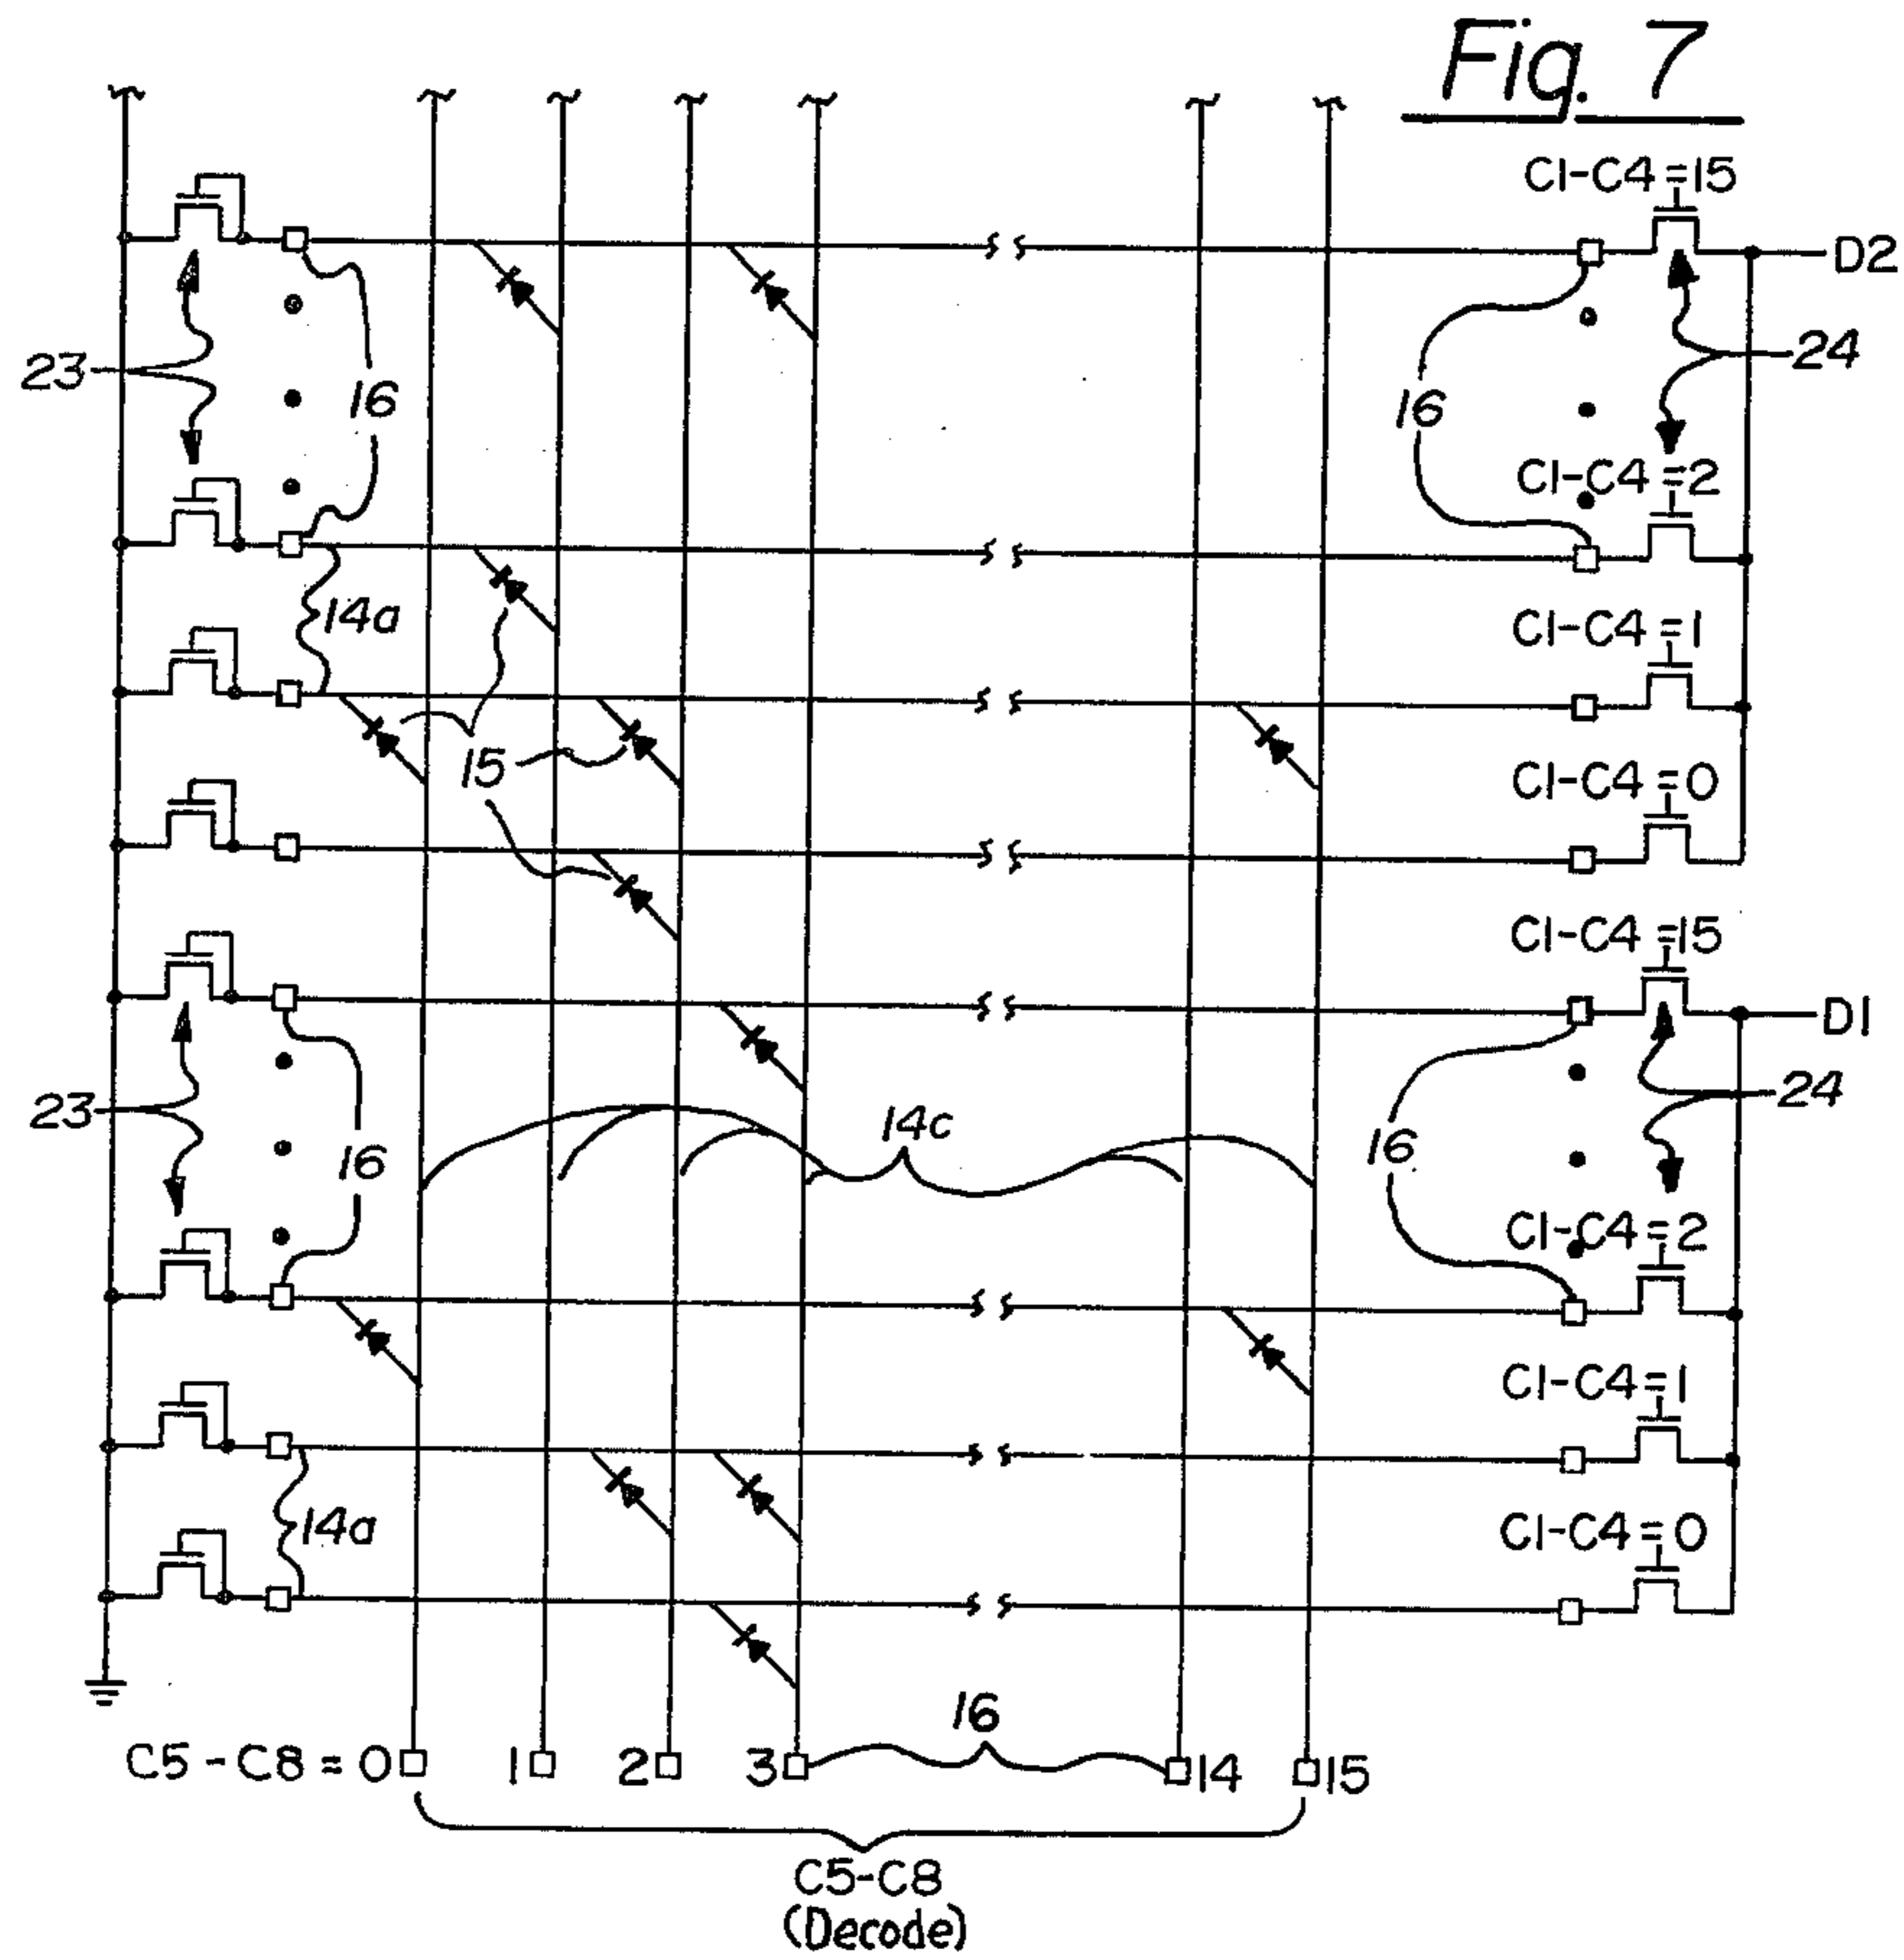 Fig. 7
C1-C4=15
D2
23
16
16
24
C1-C4=2
14a
C1-C4=1
15
C1-C4=0
C1-C4=15
D1
23
16
14c
16
24
C1-C4=2
C1-C4=1
14a
C1-C4=0
16
C5-C8=0 1 2 3 14 15
C5-C8
(Decode)